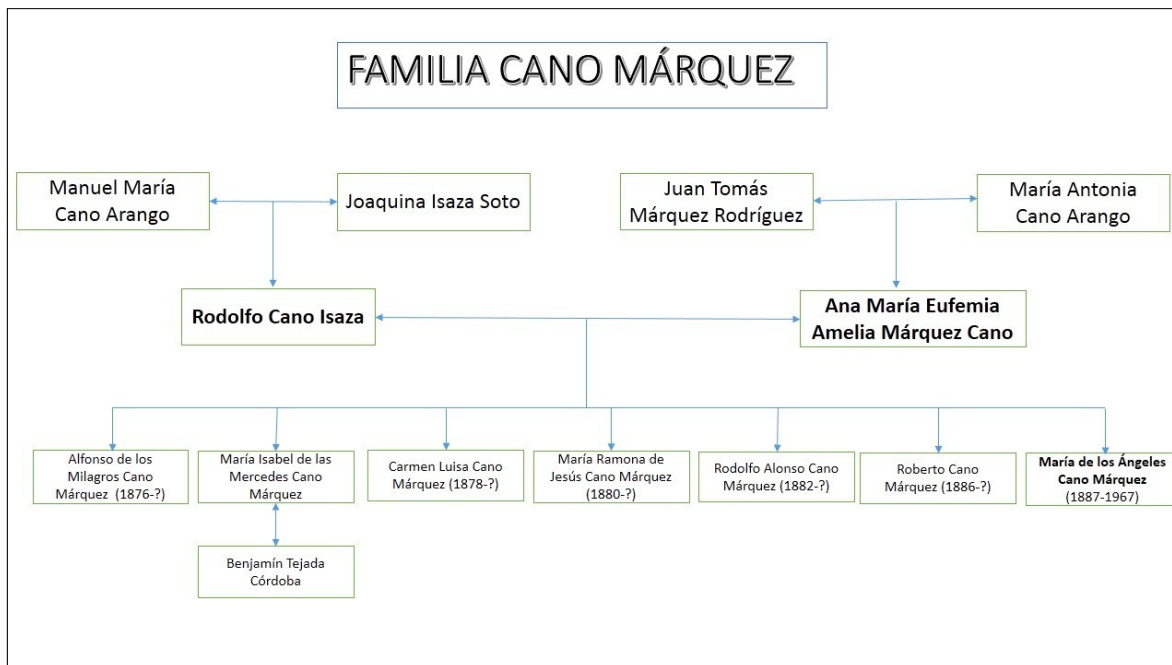 FAMILIA CANO MÁRQUEZ
Manuel María
Cano Arango
Joaquina Isaza Soto
Juan Tomás
Márquez Rodríguez
María Antonia
Cano Arango
Rodolfo Cano Isaza
Ana María Eufemia
Amelia Márquez Cano
Alfonso de los
Milagros Cano
Márquez (1876-?)
María Isabel de las
Mercedes Cano
Márquez
Carmen Luisa Cano
Márquez (1878-?)
María Ramona de
Jesús Cano Márquez
(1880-?)
Rodolfo Alonso Cano
Márquez (1882-?)
Roberto Cano
Márquez (1886-?)
María de los Ángeles
Cano Márquez
(1887-1967)
Benjamín Tejada
Córdoba